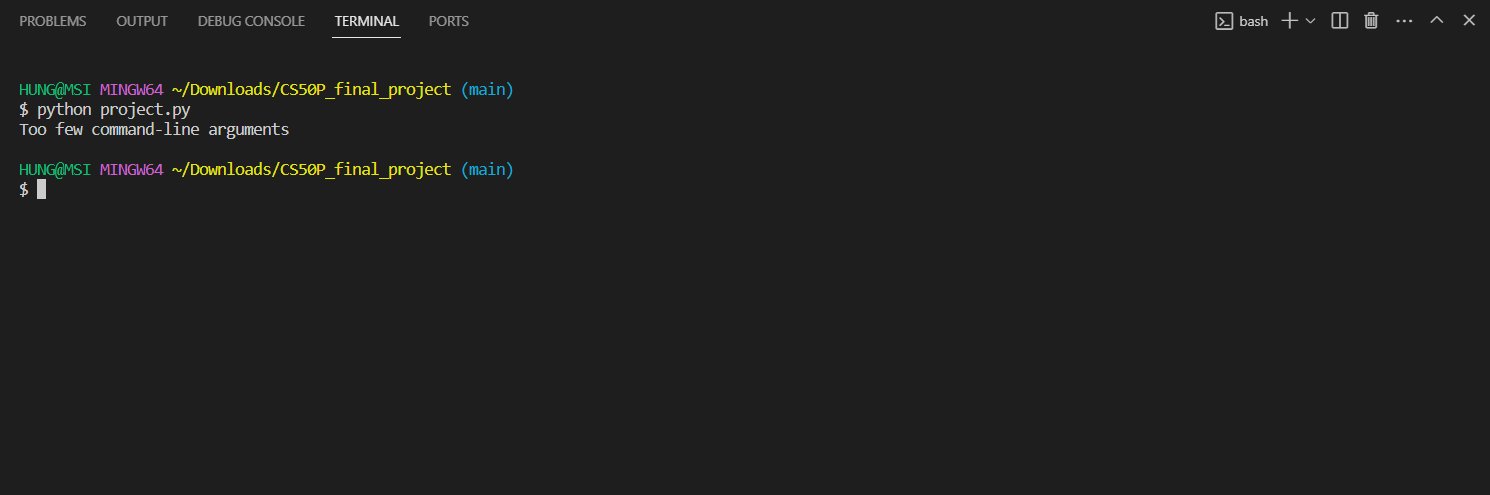 PROBLEMS OUTPUT DEBUG CONSOLE TERMINAL PORTS bash
HUNG@MSI MINGW64 ~/Downloads/CS50P_final_project (main)
$ python project.py
Too few command-line arguments
HUNG@MSI MINGW64 ~/Downloads/CS50P_final_project (main)
$